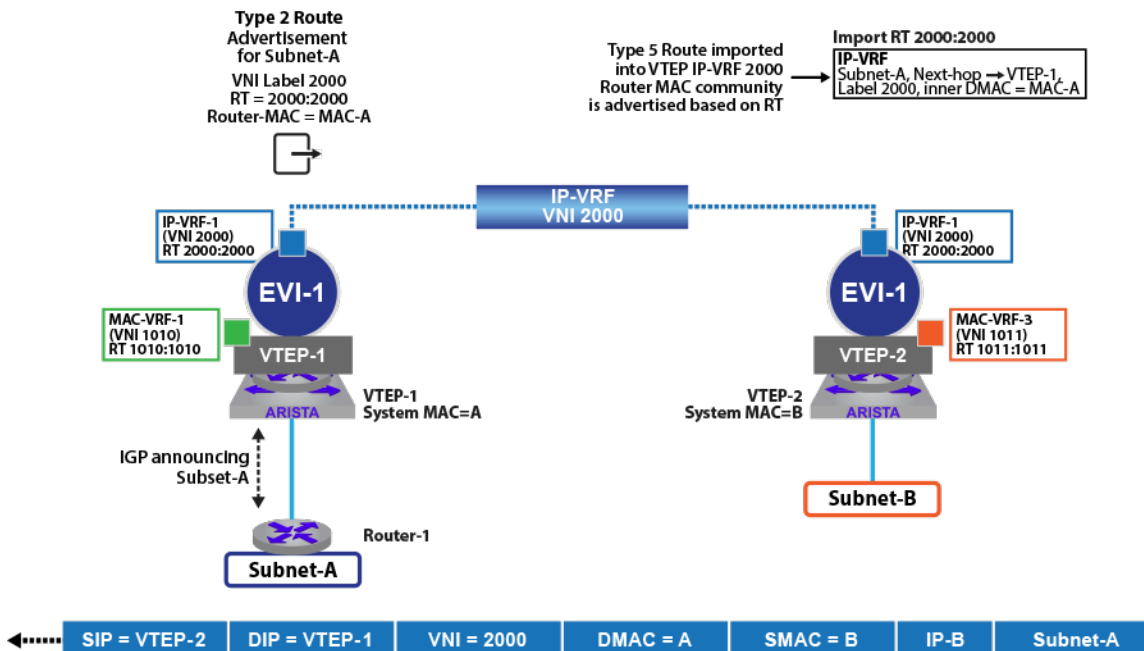 Type 2 Route
Advertisement
for Subnet-A
VNI Label 2000
RT = 2000:2000
Router-MAC = MAC-A
Type 5 Route imported
into VTEP IP-VRF 2000
Router MAC community
is advertised based on RT
Import RT 2000:2000
IP-VRF
Subnet-A, Next-hop → VTEP-1,
Label 2000, inner DMAC = MAC-A
IP-VRF
VNI 2000
IP-VRF-1
(VNI 2000)
RT 2000:2000
EVI-1
MAC-VRF-1
(VNI 1010)
RT 1010:1010
VTEP-1
ARISTA
VTEP-1
System MAC=A
IP-VRF-1
(VNI 2000)
RT 2000:2000
EVI-1
MAC-VRF-3
(VNI 1011)
RT 1011:1011
VTEP-2
VTEP-2
System MAC=B
ARISTA
IGP announcing
Subset-A
Router-1
Subnet-A
Subnet-B
SIP = VTEP-2 DIP = VTEP-1 VNI = 2000 DMAC = A SMAC = B IP-B Subnet-A